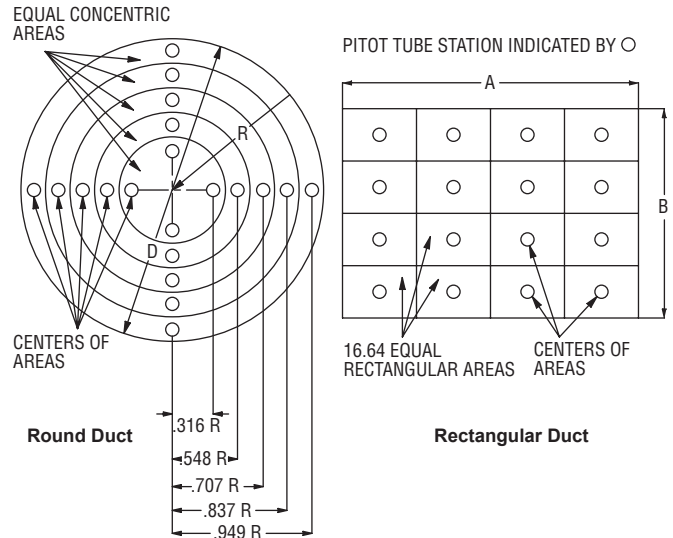 EQUAL CONCENTRIC
AREAS
PITOT TUBE STATION INDICATED BY ○
A
R
B
D
CENTERS OF
AREAS
16.64 EQUAL
RECTANGULAR AREAS
CENTERS OF
AREAS
.316 R
Round Duct
Rectangular Duct
.548 R
.707 R
.837 R
.949 R